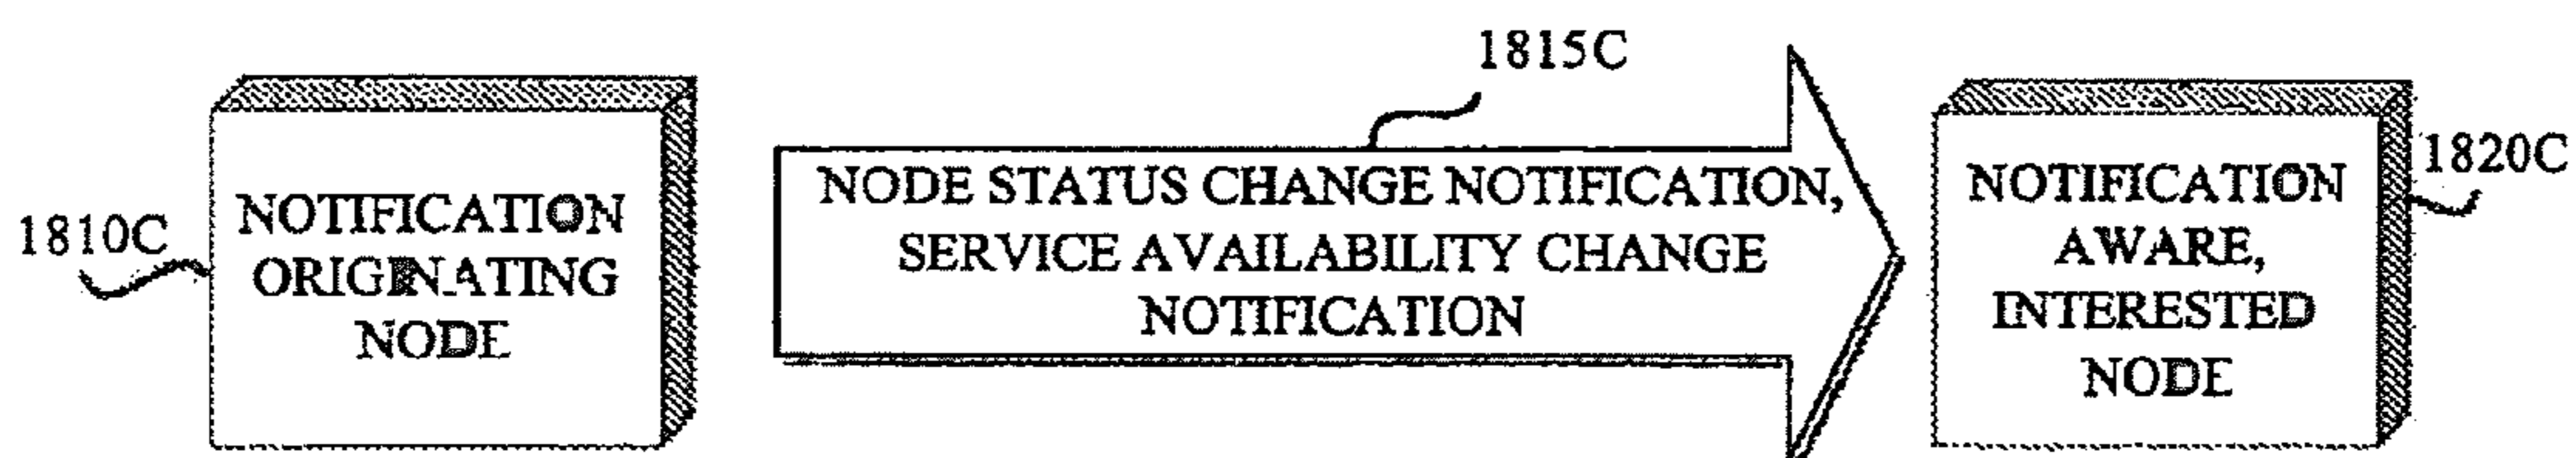 1815C
1810C
NOTIFICATION
ORIGINATING
NODE
NODE STATUS CHANGE NOTIFICATION,
SERVICE AVAILABILITY CHANGE
NOTIFICATION
NOTIFICATION
AWARE,
INTERESTED
NODE
1820C